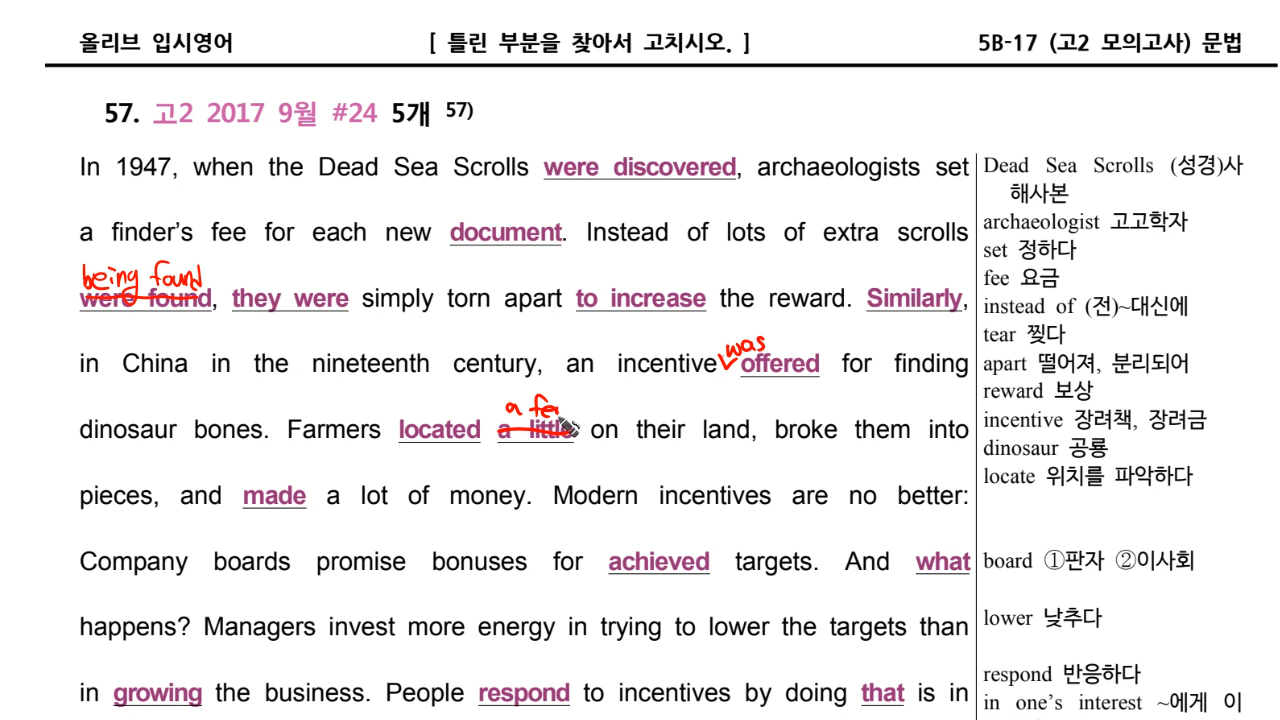 올리브 입시영어 [ 틀린 부분을 찾아서 고치시오. ] 5B-17 (고2 모의고사) 문법
57. 고2 2017 9월 #24 5개 57)
In 1947, when the Dead Sea Scrolls were discovered, archaeologists set
a finder's fee for each new document. Instead of lots of extra scrolls
being found
were found, they were simply torn apart to increase the reward. Similarly,
was
in China in the nineteenth century, an incentive offered for finding
a fe
dinosaur bones. Farmers located a little on their land, broke them into
pieces, and made a lot of money. Modern incentives are no better:
Company boards promise bonuses for achieved targets. And what
happens? Managers invest more energy in trying to lower the targets than
in growing the business. People respond to incentives by doing that is in
Dead Sea Scrolls (성경)사
해사본
archaeologist 고고학자
set 정하다
fee 요금
instead of (전)~대신에
tear 찢다
apart 떨어져, 분리되어
reward 보상
incentive 장려책, 장려금
dinosaur 공룡
locate 위치를 파악하다
board ①판자 ②이사회
lower 낮추다
respond 반응하다
in one's interest ~에게 이